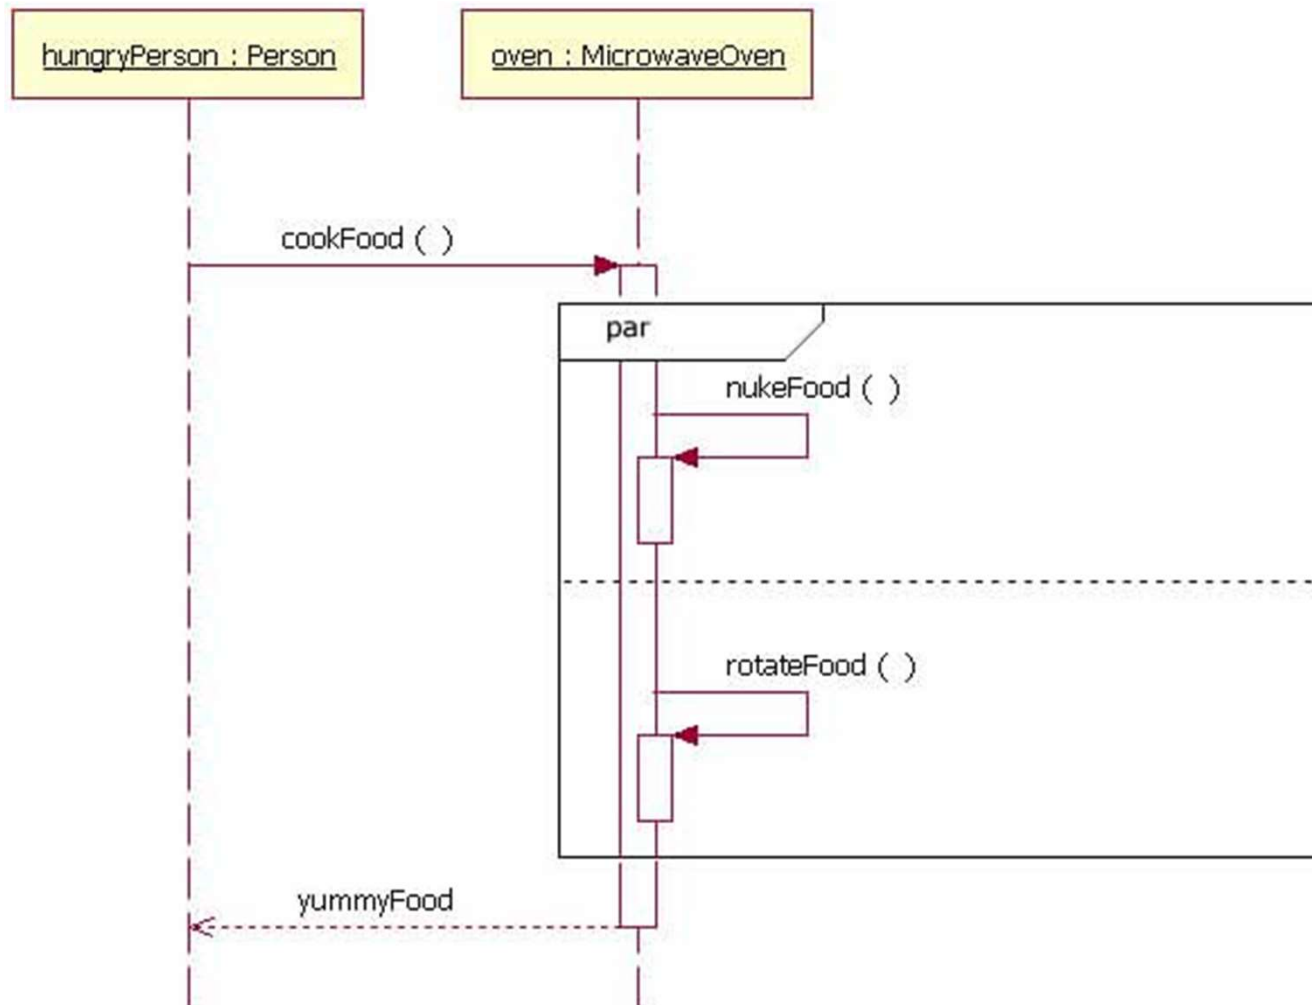 hungryPerson : Person
oven : MicrowaveOven
cookFood ( )
par
nukeFood ( )
rotateFood ( )
yummyFood